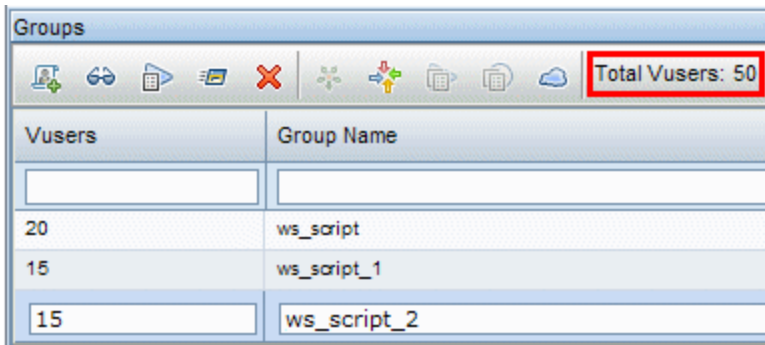 Groups
Total Vusers: 50
Vusers Group Name
20 ws_script
15 ws_script_1
15 ws_script_2